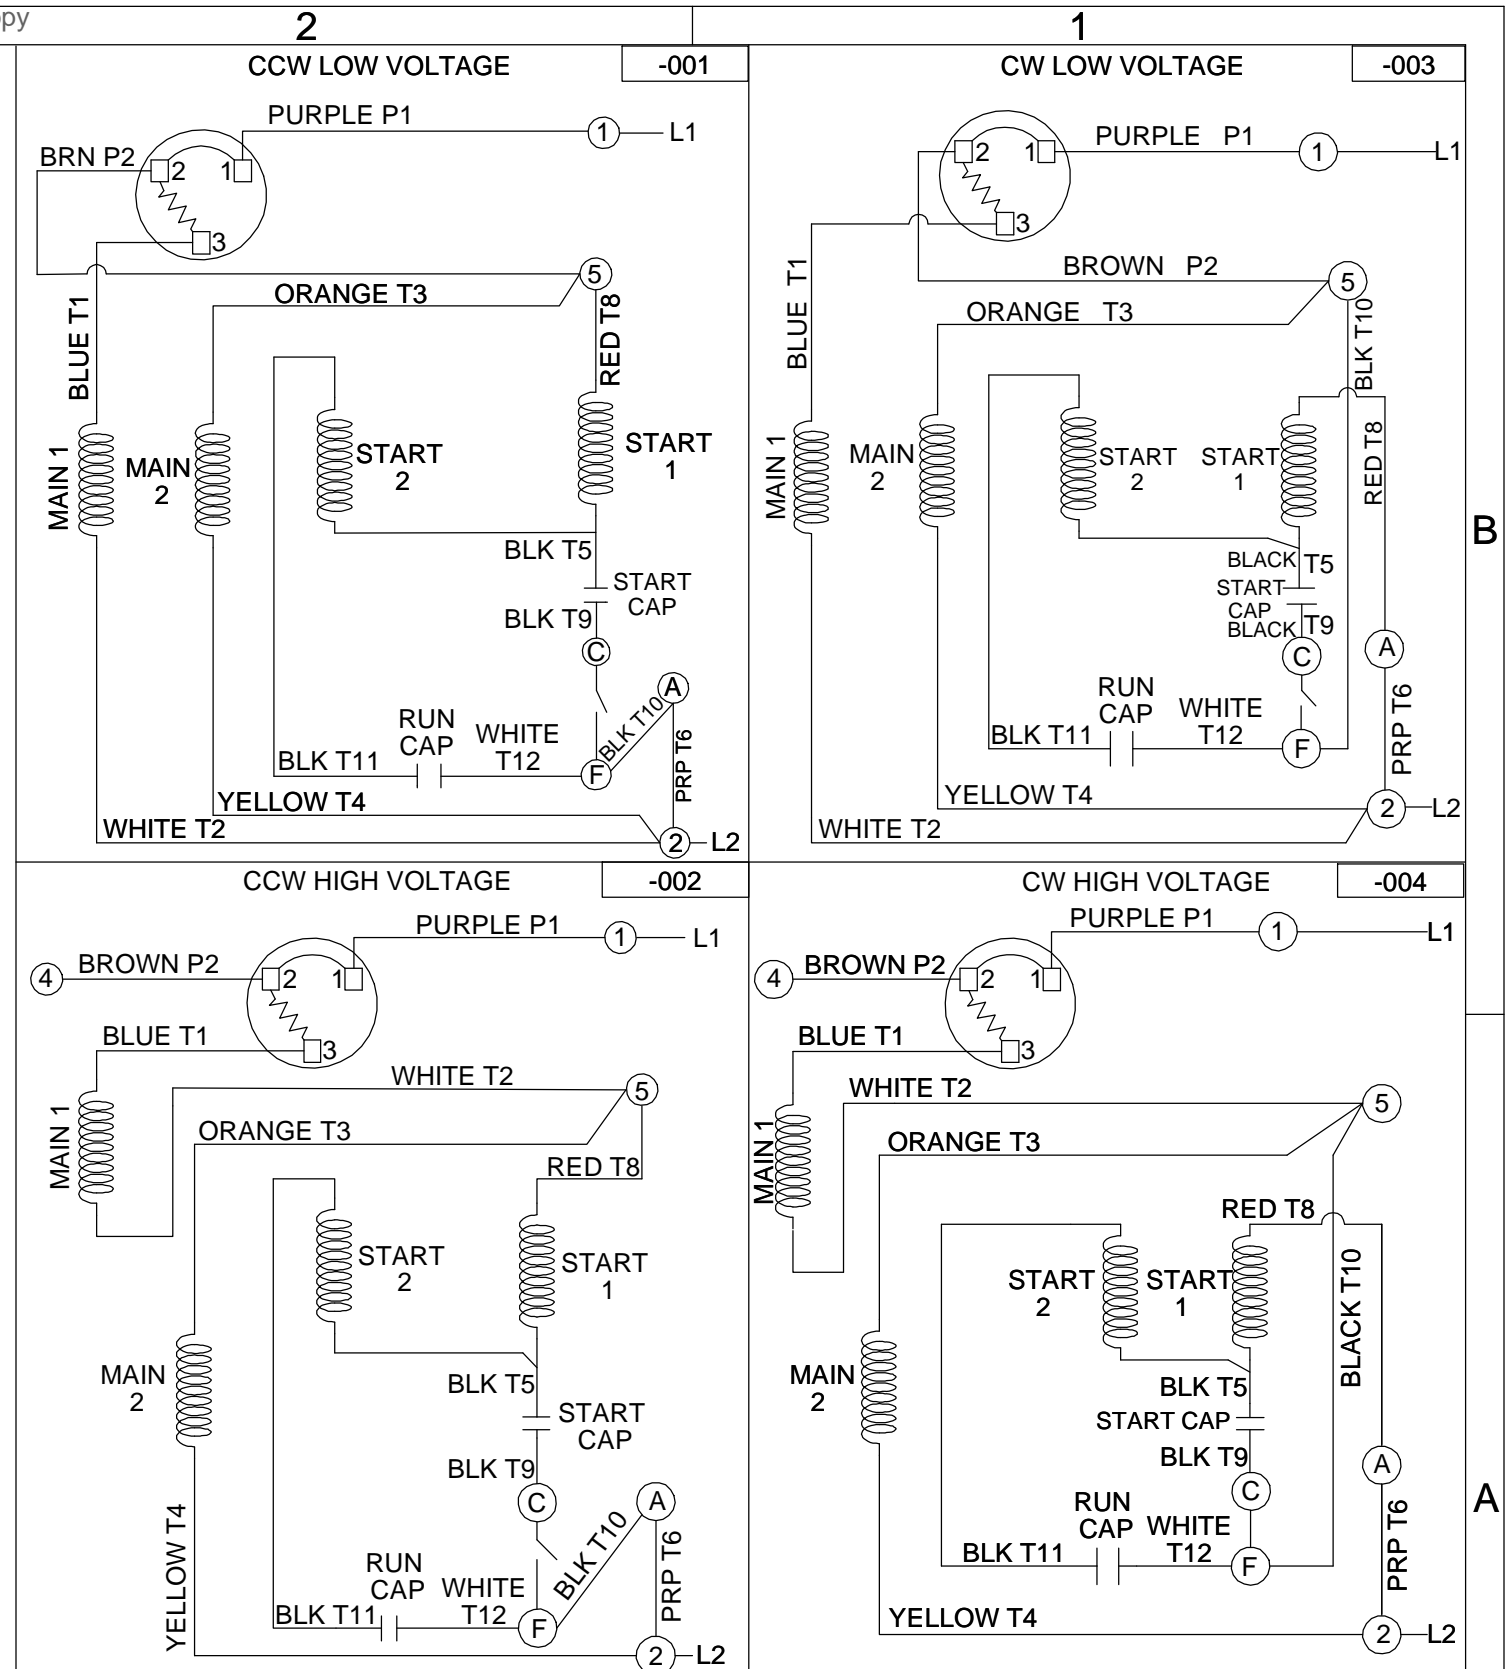 py
2
1
CCW LOW VOLTAGE
-001
PURPLE P1
1
L1
BRN P2
2
1
3
5
ORANGE T3
BLUE T1
RED T8
MAIN 1
MAIN
2
START
2
START
1
BLK T5
START
CAP
BLK T9
C
A
RUN
CAP
WHITE
T12
BLK T10
BLK T11
F
PRP T6
YELLOW T4
WHITE T2
2
L2
CW LOW VOLTAGE
-003
PURPLE P1
1
L1
2
1
3
BLUE T1
BROWN P2
5
ORANGE T3
BLK T10
MAIN 1
MAIN
2
START
2
START
1
RED T8
BLACK T5
START
CAP
BLACK T9
C
A
RUN
CAP
WHITE
T12
BLK T11
F
PRP T6
YELLOW T4
WHITE T2
2
L2
B
CCW HIGH VOLTAGE
-002
PURPLE P1
1
L1
4
BROWN P2
2
1
BLUE T1
3
WHITE T2
5
MAIN 1
ORANGE T3
RED T8
START
2
START
1
MAIN
2
BLK T5
START
CAP
BLK T9
C
A
YELLOW T4
RUN
CAP
WHITE
T12
BLK T10
BLK T11
F
PRP T6
2
L2
CW HIGH VOLTAGE
-004
PURPLE P1
1
L1
4
BROWN P2
2
1
BLUE T1
3
WHITE T2
5
MAIN 1
ORANGE T3
RED T8
START
2
START
1
BLACK T10
MAIN
2
BLK T5
START CAP
BLK T9
A
C
RUN
CAP
WHITE
T12
BLK T11
F
PRP T6
YELLOW T4
2
L2
A